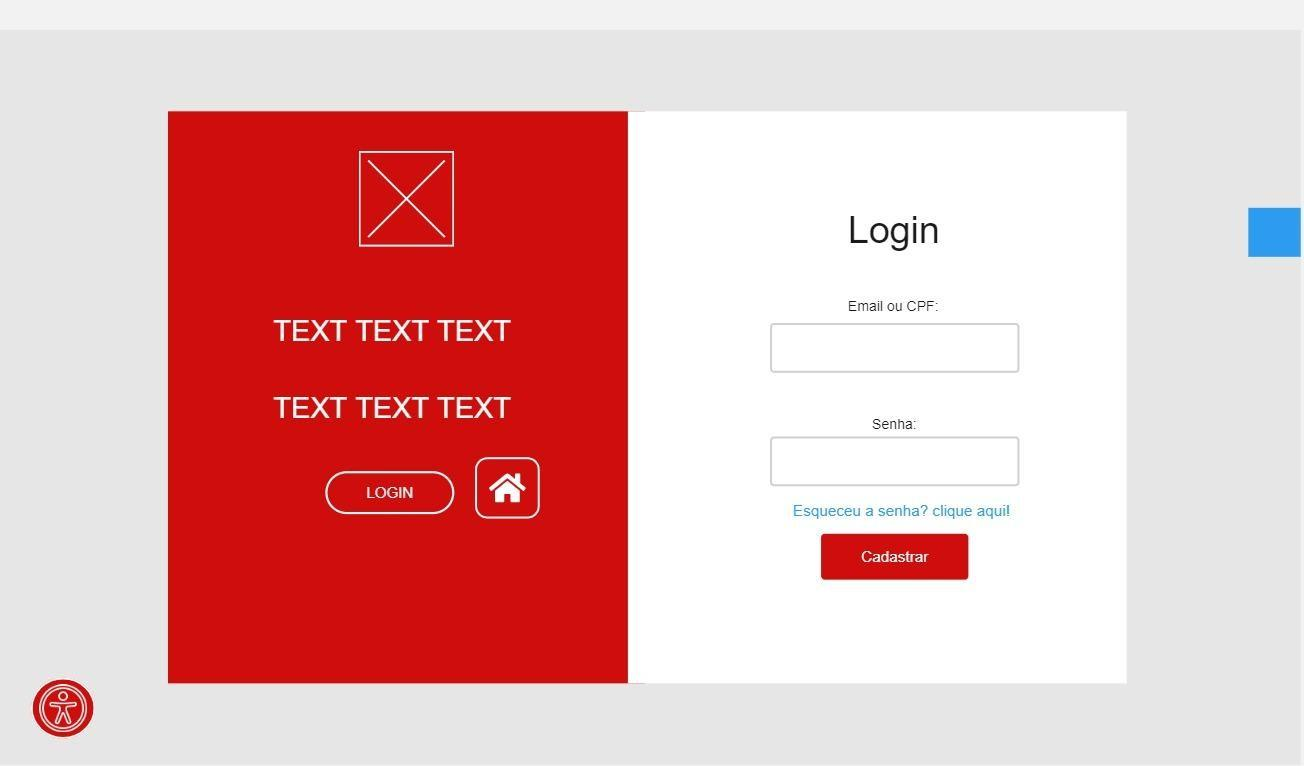 TEXT TEXT TEXT
TEXT TEXT TEXT
LOGIN
Login
Email ou CPF:
Senha:
Esqueceu a senha? clique aqui!
Cadastrar